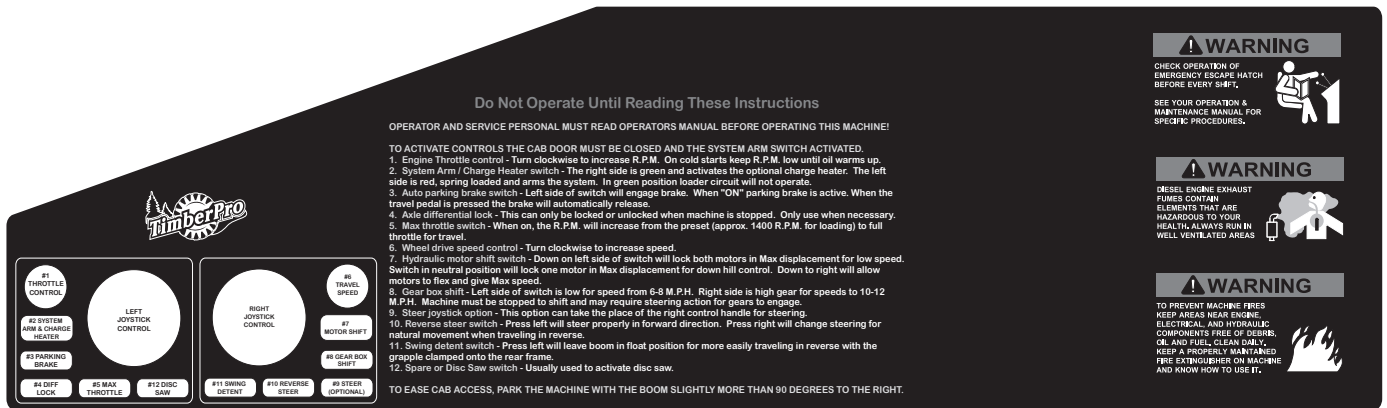 Do Not Operate Until Reading These Instructions
OPERATOR AND SERVICE PERSONAL MUST READ OPERATORS MANUAL BEFORE OPERATING THIS MACHINE!
TO ACTIVATE CONTROLS THE CAB DOOR MUST BE CLOSED AND THE SYSTEM ARM SWITCH ACTIVATED.
1. Engine Throttle control - Turn clockwise to increase R.P.M. On cold starts keep R.P.M. low until oil warms up.
2. System Arm / Charge Heater switch - The right side is green and activates the optional charge heater. The left
side is red, spring loaded and arms the system. In green position loader circuit will not operate.
3. Auto parking brake switch - Left side of switch will engage brake. When "ON" parking brake is active. When the
travel pedal is pressed the brake will automatically release.
4. Axle differential lock - This can only be locked or unlocked when machine is stopped. Only use when necessary.
5. Max throttle switch - When on, the R.P.M. will increase from the preset (approx. 1400 R.P.M. for loading) to full
throttle for travel.
6. Wheel drive speed control - Turn clockwise to increase speed.
7. Hydraulic motor shift switch - Down on left side of switch will lock both motors in Max displacement for low speed.
Switch in neutral position will lock one motor in Max displacement for down hill control. Down to right will allow
motors to flex and give Max speed.
8. Gear box shift - Left side of switch is low for speed from 6-8 M.P.H. Right side is high gear for speeds to 10-12
M.P.H. Machine must be stopped to shift and may require steering action for gears to engage.
9. Steer joystick option - This option can take the place of the right control handle for steering.
10. Reverse steer switch - Press left will steer properly in forward direction. Press right will change steering for
natural movement when traveling in reverse.
11. Swing detent switch - Press left will leave boom in float position for more easily traveling in reverse with the
grapple clamped onto the rear frame.
12. Spare or Disc Saw switch - Usually used to activate disc saw.
TO EASE CAB ACCESS, PARK THE MACHINE WITH THE BOOM SLIGHTLY MORE THAN 90 DEGREES TO THE RIGHT.
TimberPro
#1
THROTTLE
CONTROL
#2 SYSTEM
ARM & CHARGE
HEATER
#3 PARKING
BRAKE
#4 DIFF
LOCK
#5 MAX
THROTTLE
#12 DISC
SAW
LEFT
JOYSTICK
CONTROL
RIGHT
JOYSTICK
CONTROL
#6
TRAVEL
SPEED
#7
MOTOR SHIFT
#8 GEAR BOX
SHIFT
#11 SWING
DETENT
#10 REVERSE
STEER
#9 STEER
(OPTIONAL)
WARNING
CHECK OPERATION OF
EMERGENCY ESCAPE HATCH
BEFORE EVERY SHIFT.
SEE YOUR OPERATION &
MAINTENANCE MANUAL FOR
SPECIFIC PROCEDURES.
WARNING
DIESEL ENGINE EXHAUST
FUMES CONTAIN
ELEMENTS THAT ARE
HAZARDOUS TO YOUR
HEALTH. ALWAYS RUN IN
WELL VENTILATED AREAS
WARNING
TO PREVENT MACHINE FIRES
KEEP AREAS NEAR ENGINE,
ELECTRICAL, AND HYDRAULIC
COMPONENTS FREE OF DEBRIS,
OIL AND FUEL. CLEAN DAILY.
KEEP A PROPERLY MAINTAINED
FIRE EXTINGUISHER ON MACHINE
AND KNOW HOW TO USE IT.